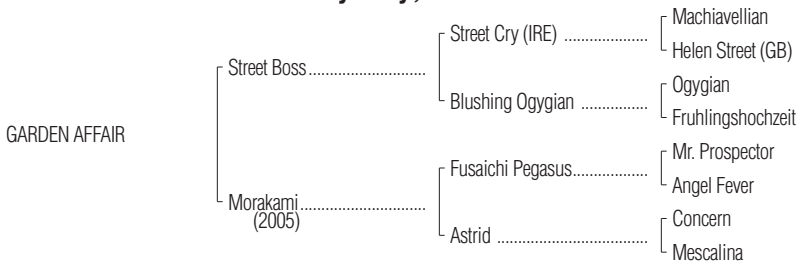 Machiavellian
Street Cry (IRE) ....................
Helen Street (GB)
Street Boss............................
Ogygian
Blushing Ogygian ................
Fruhlingshochzeit
GARDEN AFFAIR
Mr. Prospector
Fusaichi Pegasus..................
Angel Fever
Morakami..............................
(2005)
Concern
Astrid ....................................
Mescalina